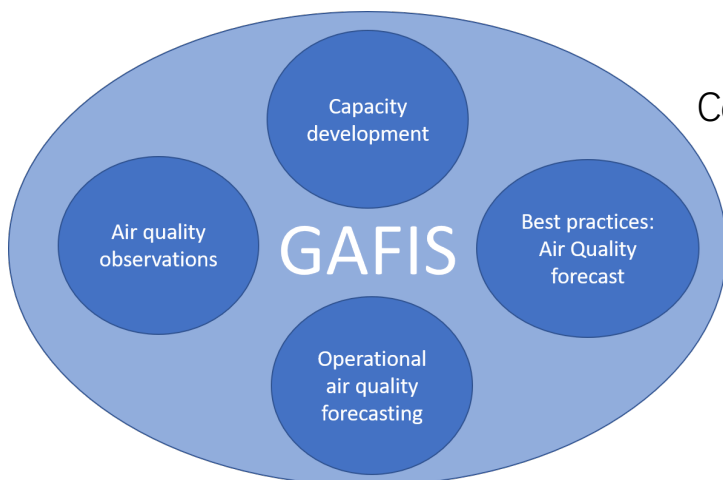 Capacity
development
Air quality
observations
GAFIS
Best practices:
Air Quality
forecast
Operational
air quality
forecasting